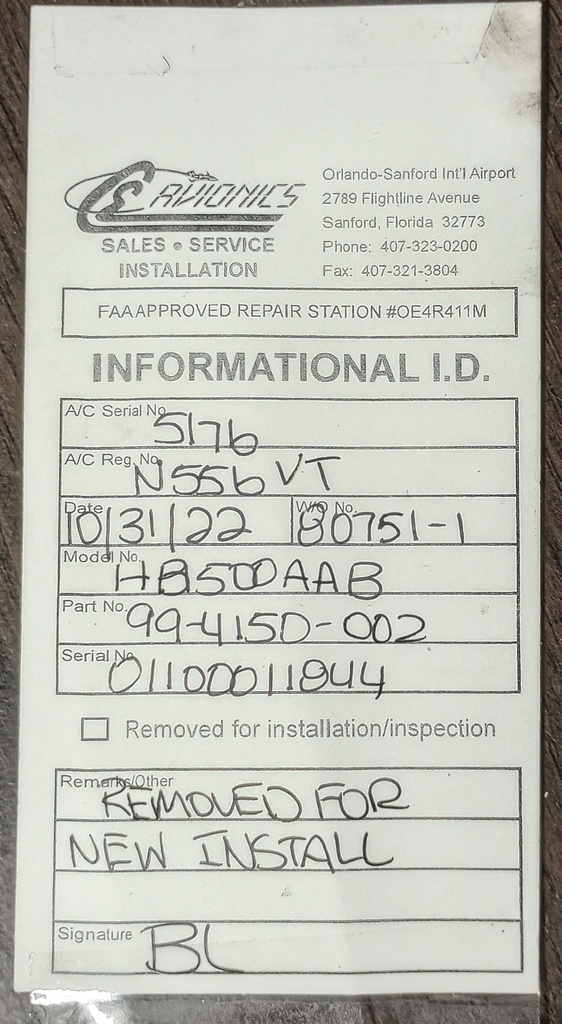 CE AVIONICS
SALES • SERVICE
INSTALLATION
Orlando-Sanford Int'l Airport
2789 Flightline Avenue
Sanford, Florida 32773
Phone: 407-323-0200
Fax: 407-321-3804
FAA APPROVED REPAIR STATION #OE4R411M
INFORMATIONAL I.D.
A/C Serial No. 5176
A/C Reg. No. N556VT
Date 10/31/22 W/O No. 80751-1
Model No. HB500AAB
Part No. 99-4150-002
Serial No. 01100011844
Removed for installation/inspection
Remarks/Other REMOVED FOR
NEW INSTALL
Signature BL